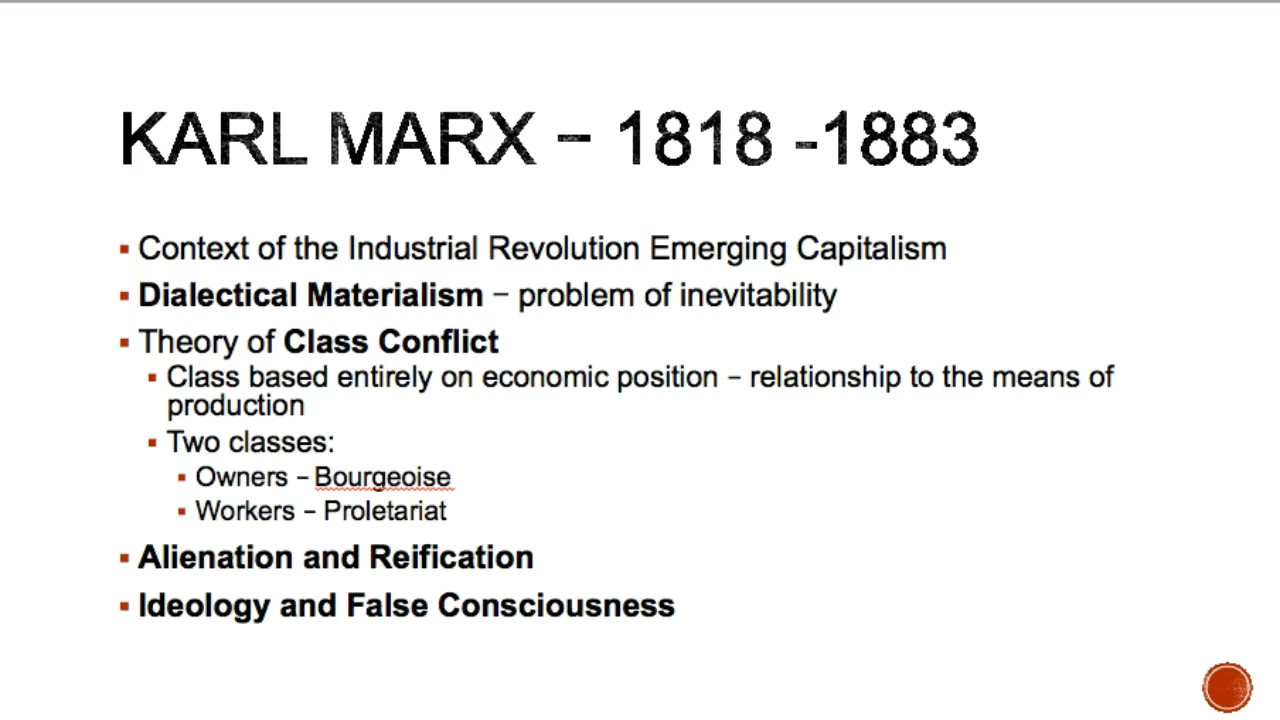 KARL MARX – 1818 -1883
Context of the Industrial Revolution Emerging Capitalism
Dialectical Materialism – problem of inevitability
Theory of Class Conflict
Class based entirely on economic position – relationship to the means of
production
Two classes:
Owners – Bourgeoise
Workers – Proletariat
Alienation and Reification
Ideology and False Consciousness